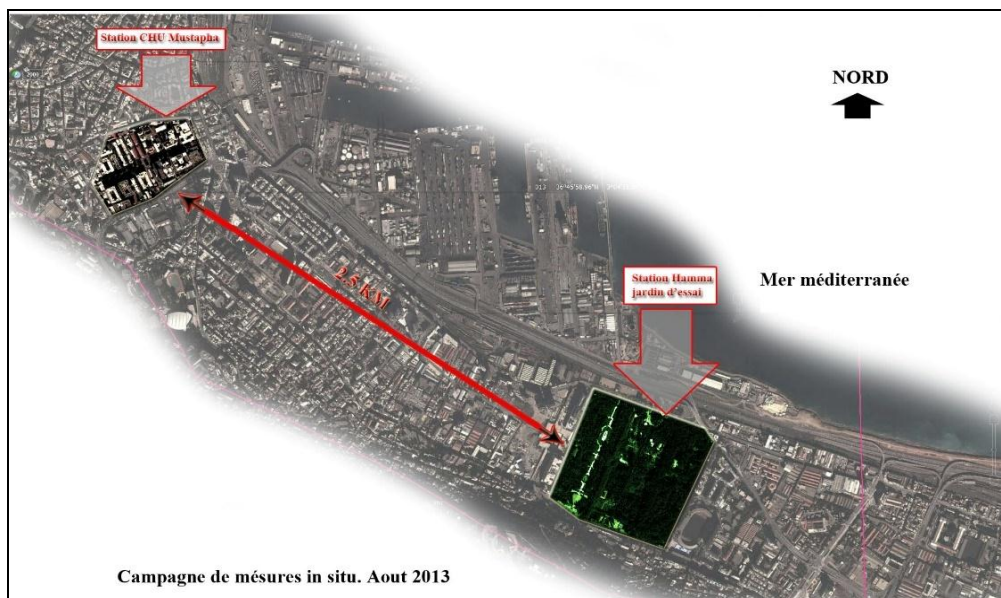 Station CHU Mustapha
NORD
Station Hamma
jardin d'essai
Mer méditerranée
2.5 KM
Campagne de mésures in situ. Aout 2013